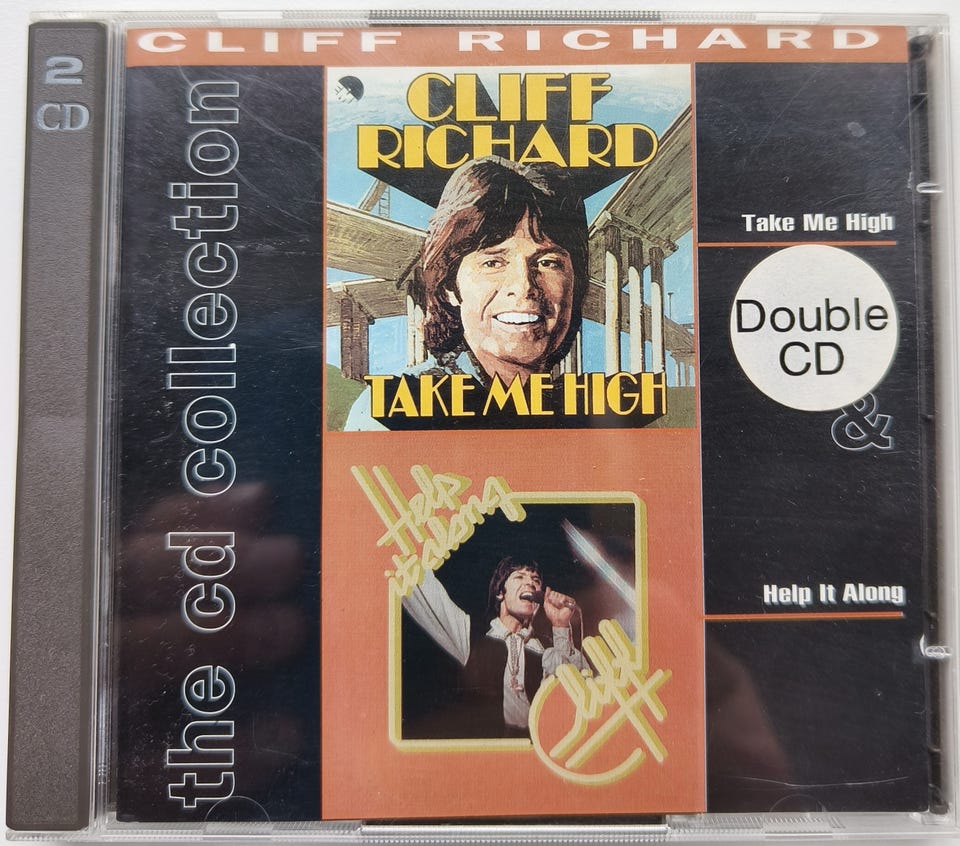 2
CD
CLIFF RICHARD
the cd collection
CLIFF
RICHARD
TAKE ME HIGH
Take Me High
Double
CD
&
Help
it along
Cliff
Help It Along